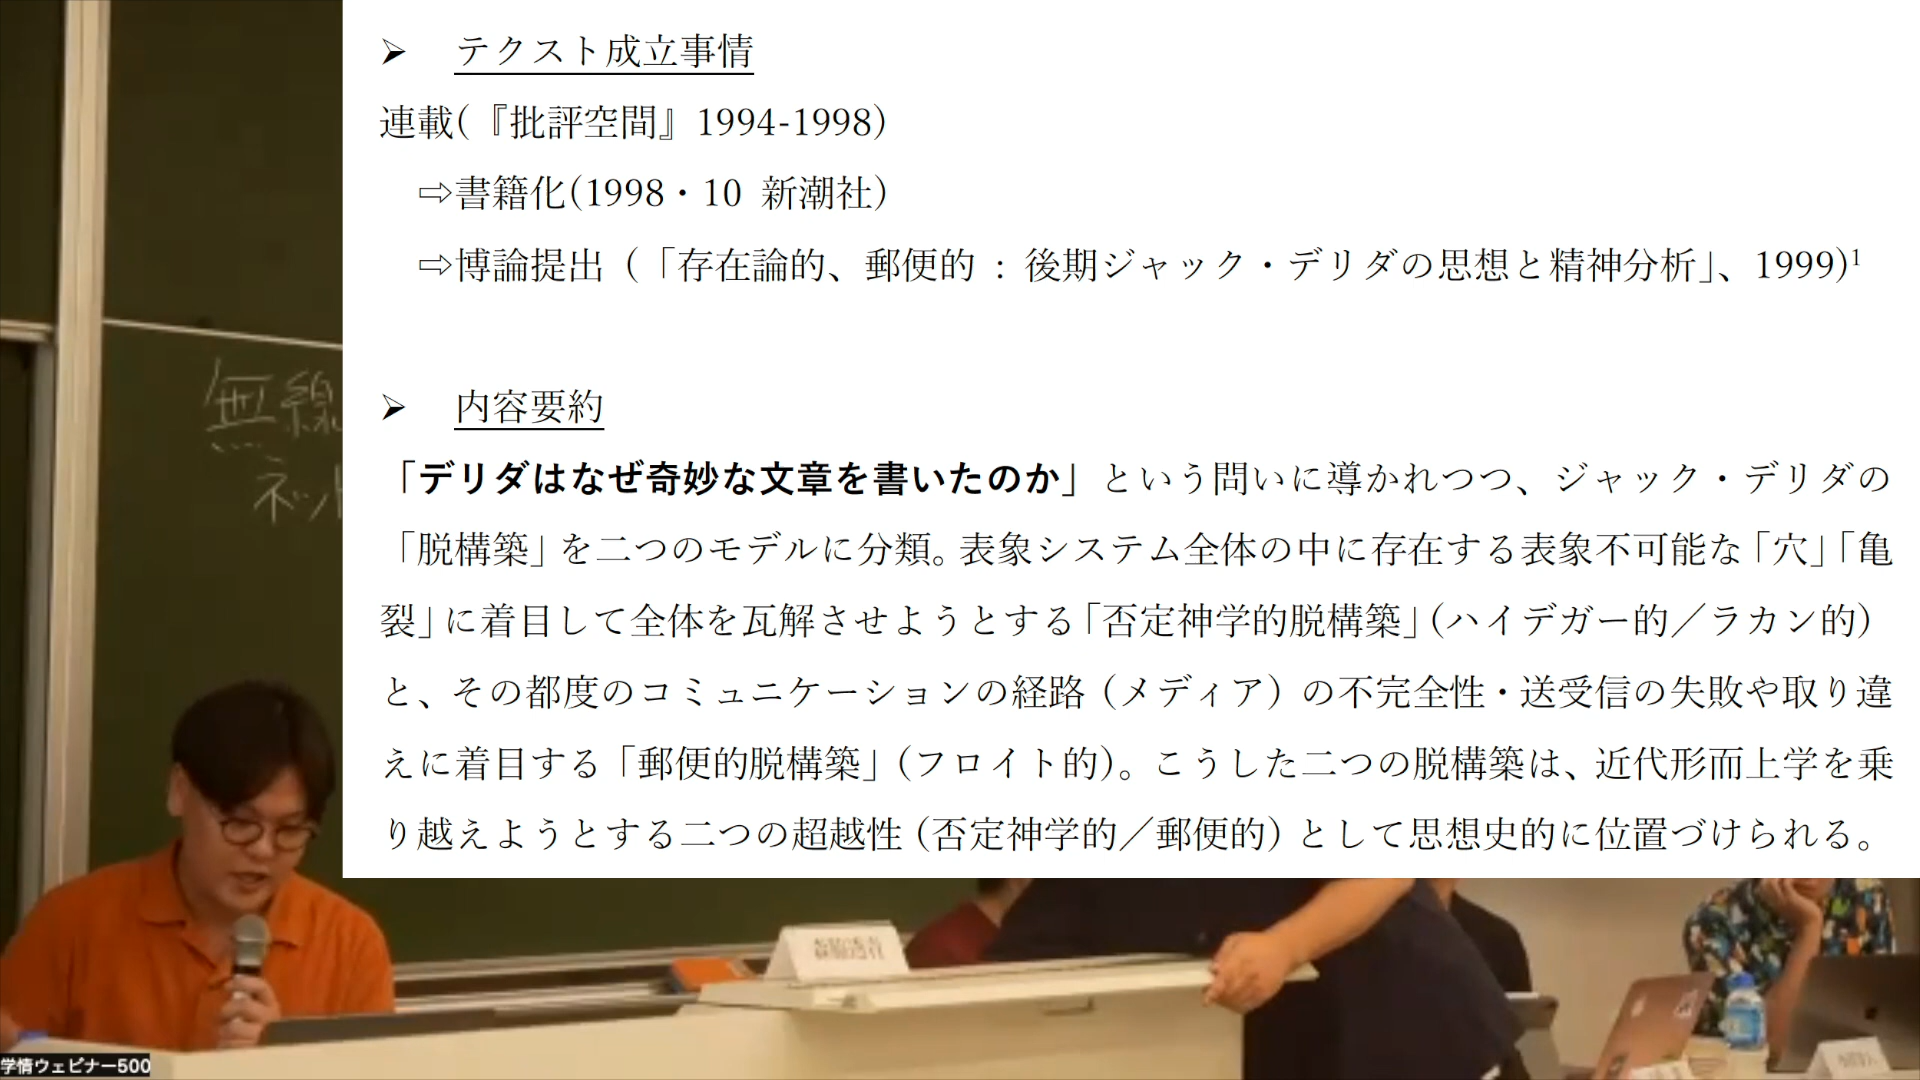 ➢ テクスト成立事情
連載(『批評空間』1994-1998)
⇨書籍化(1998・10 新潮社)
⇨博論提出（「存在論的、郵便的 : 後期ジャック・デリダの思想と精神分析」、1999)¹
➢ 内容要約
「デリダはなぜ奇妙な文章を書いたのか」という問いに導かれつつ、ジャック・デリダの
「脱構築」を二つのモデルに分類。表象システム全体の中に存在する表象不可能な「穴」「亀
裂」に着目して全体を瓦解させようとする「否定神学的脱構築」（ハイデガー的／ラカン的）
と、その都度のコミュニケーションの経路（メディア）の不完全性・送受信の失敗や取り違
えに着目する「郵便的脱構築」（フロイト的）。こうした二つの脱構築は、近代形而上学を乗
り越えようとする二つの超越性（否定神学的／郵便的）として思想史的に位置づけられる。
無線
ネット
森脇透青
学情ウェビナー500